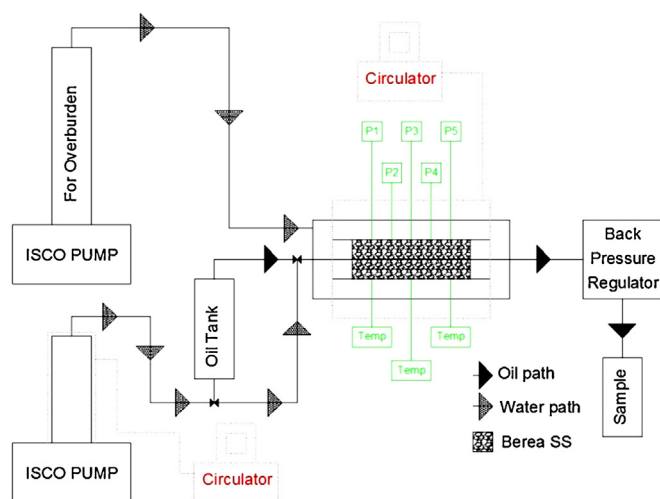 For Overburden
ISCO PUMP
Circulator
P1
P3
P5
P2
P4
Temp
Temp
Temp
Back
Pressure
Regulator
Sample
Oil Tank
ISCO PUMP
Circulator
Oil path
Water path
Berea SS